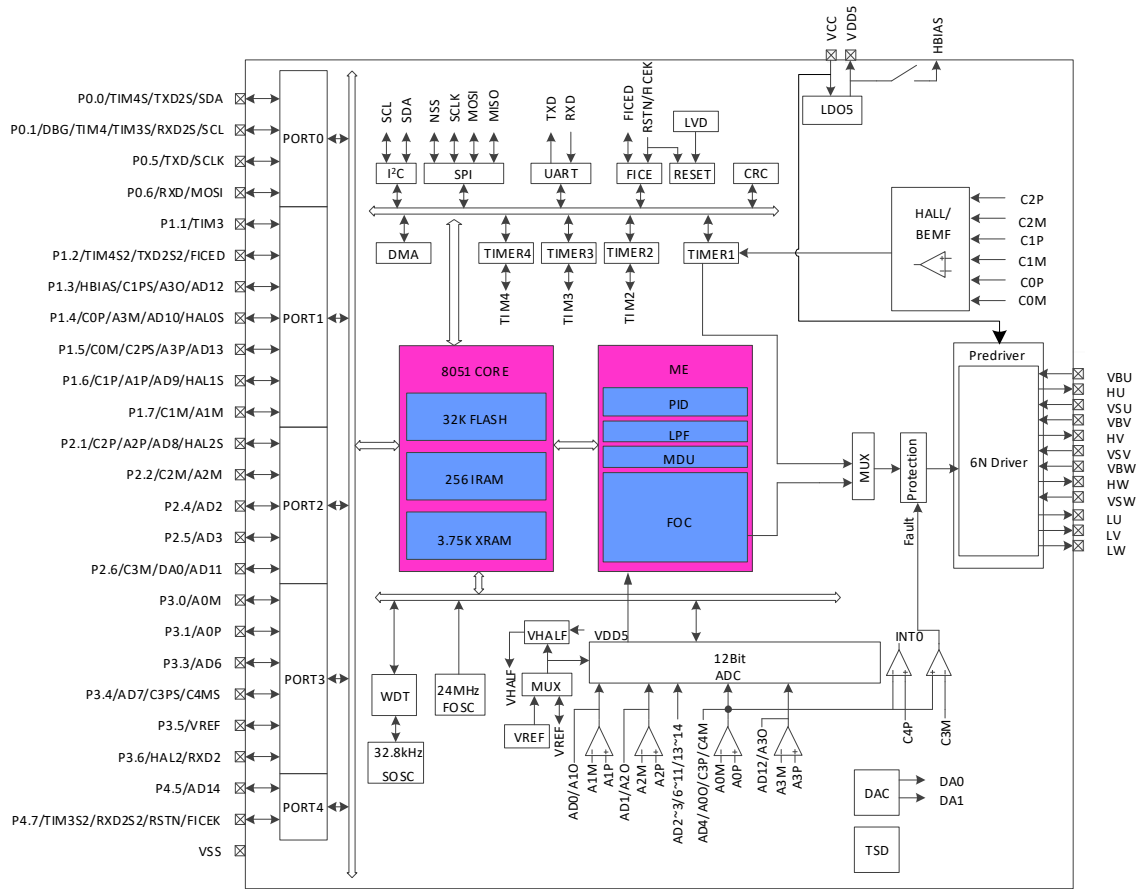 VCC
VDD5
HBIAS
LDO5
P0.0/TIM4S/TXD2S/SDA
P0.1/DBG/TIM4/TIM3S/RXD2S/SCL
P0.5/TXD/SCLK
P0.6/RXD/MOSI
PORT0
P1.1/TIM3
P1.2/TIM4S2/TXD2S2/FICED
P1.3/HBIAS/C1PS/A3O/AD12
P1.4/C0P/A3M/AD10/HAL0S
P1.5/C0M/C2PS/A3P/AD13
P1.6/C1P/A1P/AD9/HAL1S
P1.7/C1M/A1M
PORT1
P2.1/C2P/A2P/AD8/HAL2S
P2.2/C2M/A2M
P2.4/AD2
P2.5/AD3
P2.6/C3M/DA0/AD11
PORT2
P3.0/A0M
P3.1/A0P
P3.3/AD6
P3.4/AD7/C3PS/C4MS
P3.5/VREF
P3.6/HAL2/RXD2
PORT3
P4.5/AD14
P4.7/TIM3S2/RXD2S2/RSTN/FICEK
PORT4
VSS
SCL
SDA
NSS
SCLK
MOSI
MISO
TXD
RXD
FICED
RSTN/FICEK
LVD
I²C
SPI
UART
FICE
RESET
CRC
DMA
TIMER4
TIMER3
TIMER2
TIMER1
TIM4
TIM3
TIM2
HALL/
BEMF
C2P
C2M
C1P
C1M
C0P
C0M
8051 CORE
32K FLASH
256 IRAM
3.75K XRAM
ME
PID
LPF
MDU
FOC
MUX
Protection
Fault
Predriver
6N Driver
VBU
HU
VSU
VBV
HV
VSV
VBW
HW
VSW
LU
LV
LW
WDT
32.8kHz
SOSC
24MHz
FOSC
VHALF
VDD5
VHALF
MUX
VREF
VREF
12Bit
ADC
INT0
AD0/A1O
A1M
A1P
AD1/A2O
A2M
A2P
AD2~3/6~11/13~14
AD4/A0O/C3P/C4M
A0M
A0P
AD12/A3O
A3M
A3P
C4P
C3M
DAC
DA0
DA1
TSD